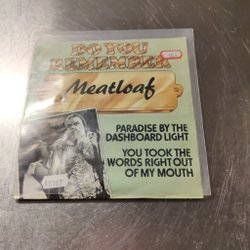 DO YOU
REMEMBER
Meatloaf
PARADISE BY THE
DASHBOARD LIGHT
YOU TOOK THE
WORDS RIGHT OUT
OF MY MOUTH